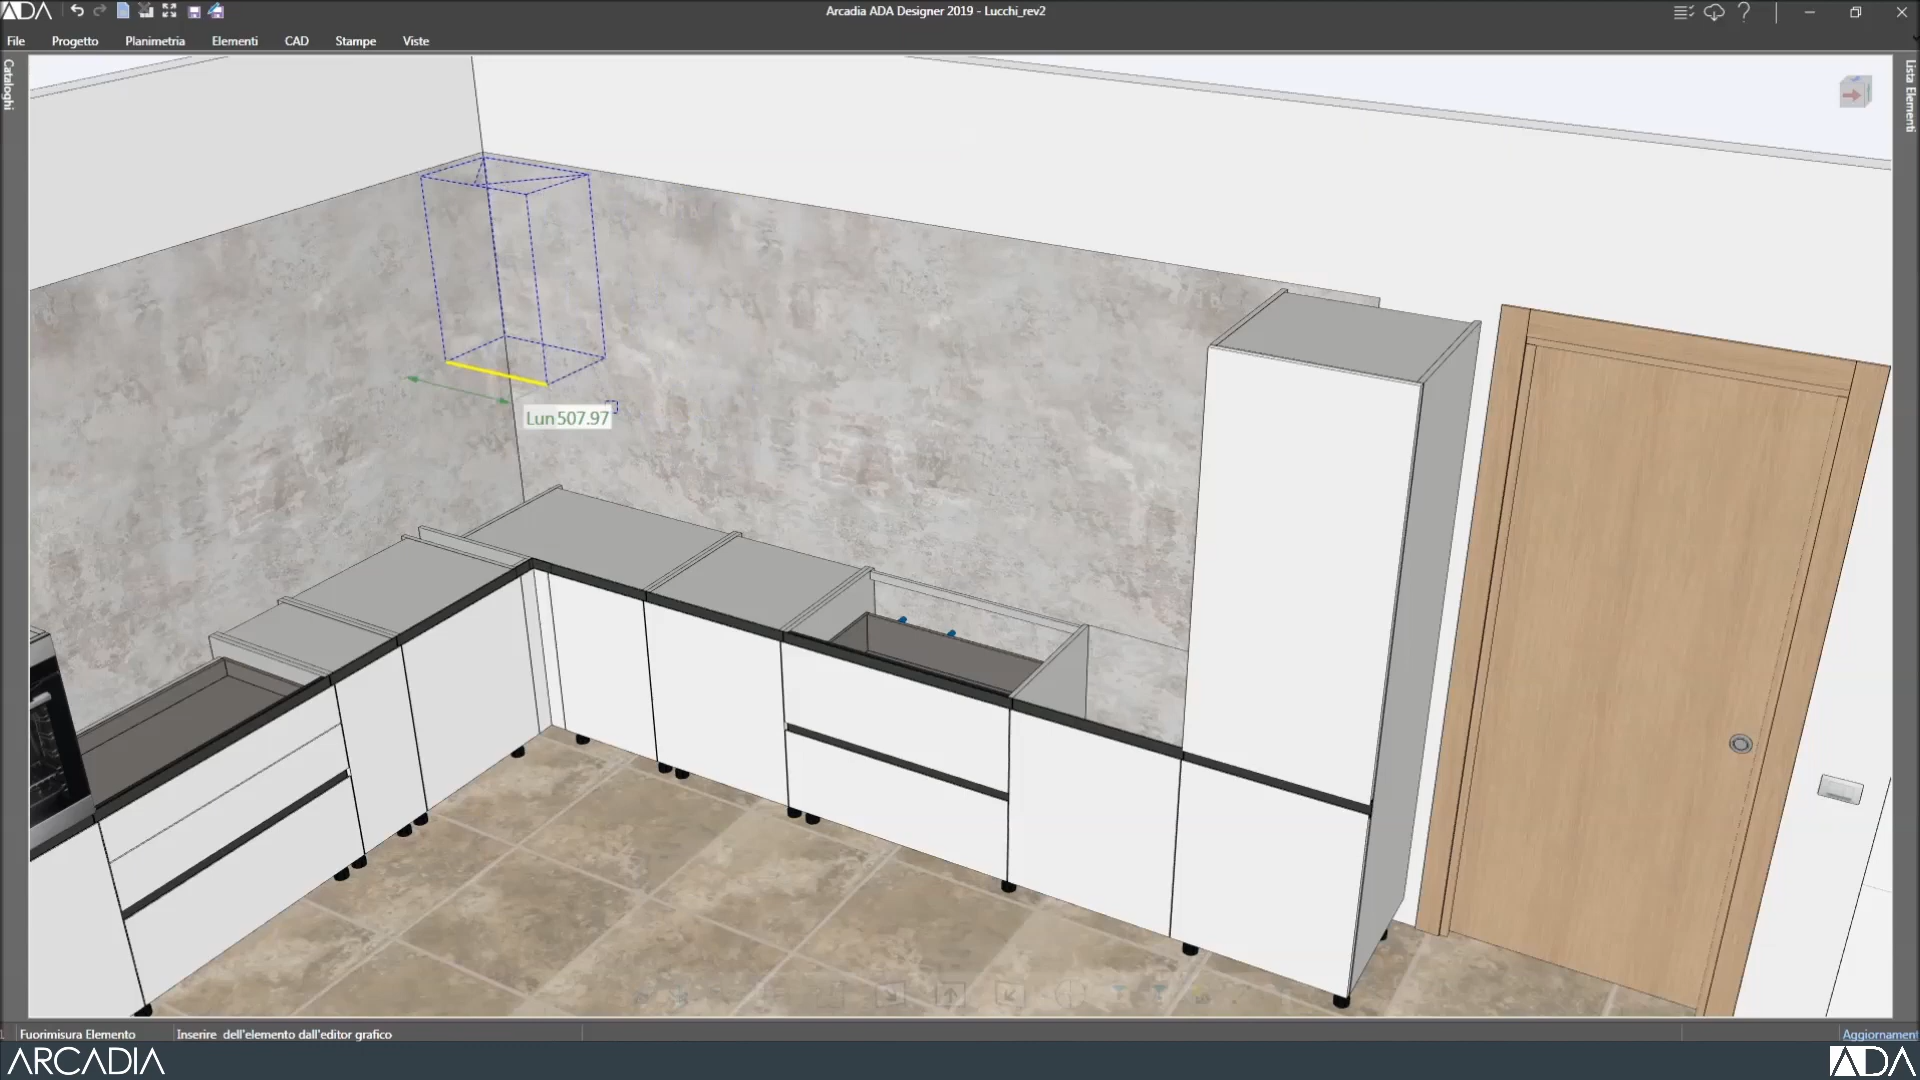 ADA
Arcadia ADA Designer 2019 - Lucchi_rev2
File
Progetto
Planimetria
Elementi
CAD
Stampe
Viste
Cataloghi
Lista Elementi
Lun 507.97
Fuorimisura Elemento
Inserire dell'elemento dall'editor grafico
Aggiornament
ARCADIA
ADA